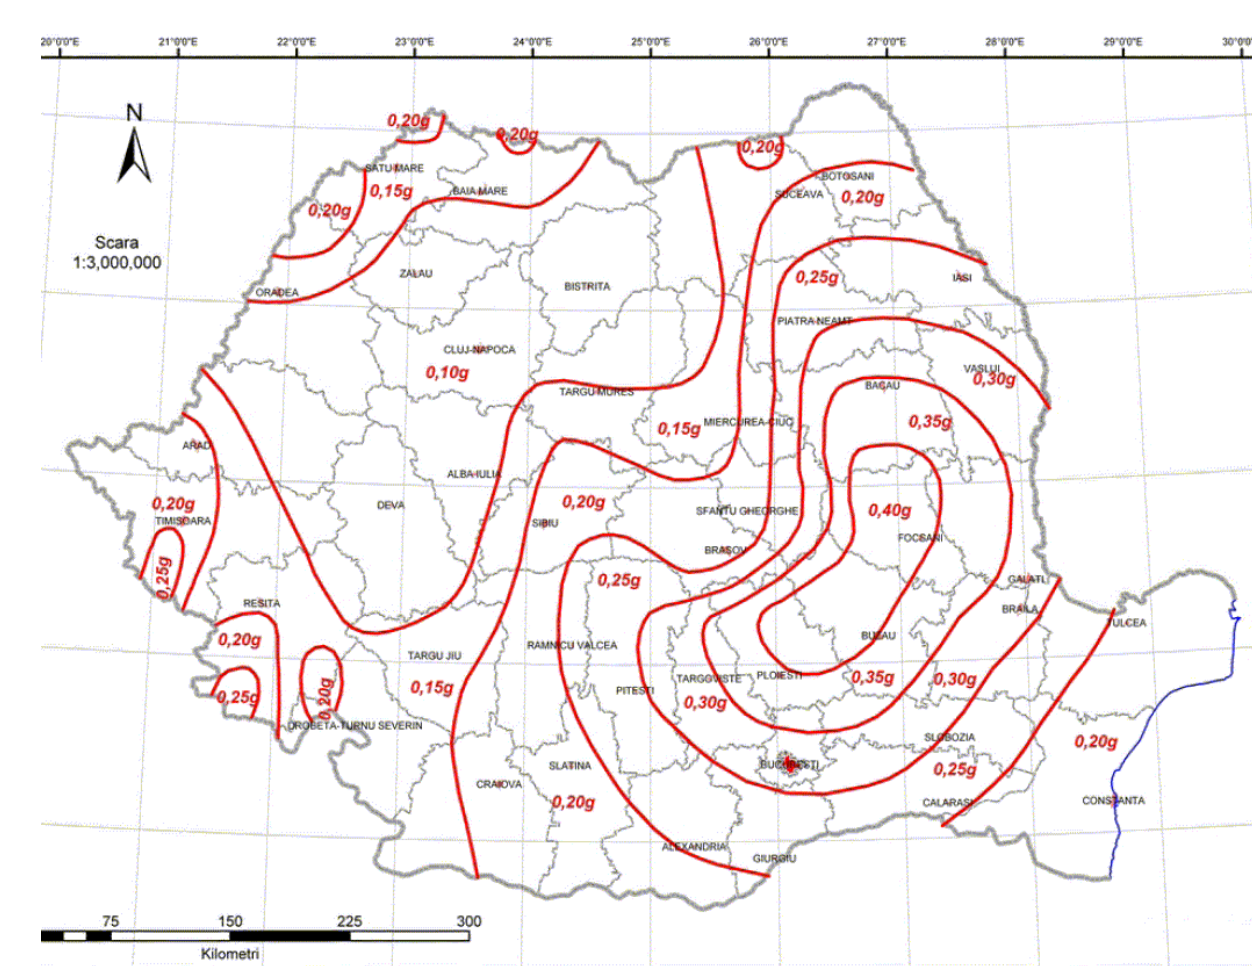 20°0'0"E 21°0'0"E 22°0'0"E 23°0'0"E 24°0'0"E 25°0'0"E 26°0'0"E 27°0'0"E 28°0'0"E 29°0'0"E 30°0'0
N
0,20g
0,20g
0,20g
SATU-MARE
0,15g
BAIA-MARE
BOTOSANI
SUCEAVA
0,20g
0,20g
Scara
1:3,000,000
ZALAU
BISTRITA
ORADEA
0,25g
IASI
PIATRA-NEAMT
CLUJ-NAPOCA
0,10g
TARGU-MURES
VASLUI
0,30g
BACAU
0,35g
0,15g
MIERCUREA-CIUC
ARAD
ALBA-IULIA
DEVA
0,20g
TIMISOARA
0,20g
SIBIU
SFANTU GHEORGHE
0,40g
FOCSANI
BRASOV
0,25g
0,25g
GALATI
RESITA
BRAILA
TULCEA
0,20g
RAMNICU VALCEA
BUZAU
TARGU JIU
0,15g
PITESTI
TARGOVISTE
PLOIESTI
0,35g
0,30g
0,25g
0,20g
0,30g
DROBETA-TURNU SEVERIN
SLOBOZIA
0,20g
BUCURESTI
0,25g
SLATINA
CRAIOVA
0,20g
CALARASI
CONSTANTA
ALEXANDRIA
GIURGIU
75 150 225 300
Kilometri